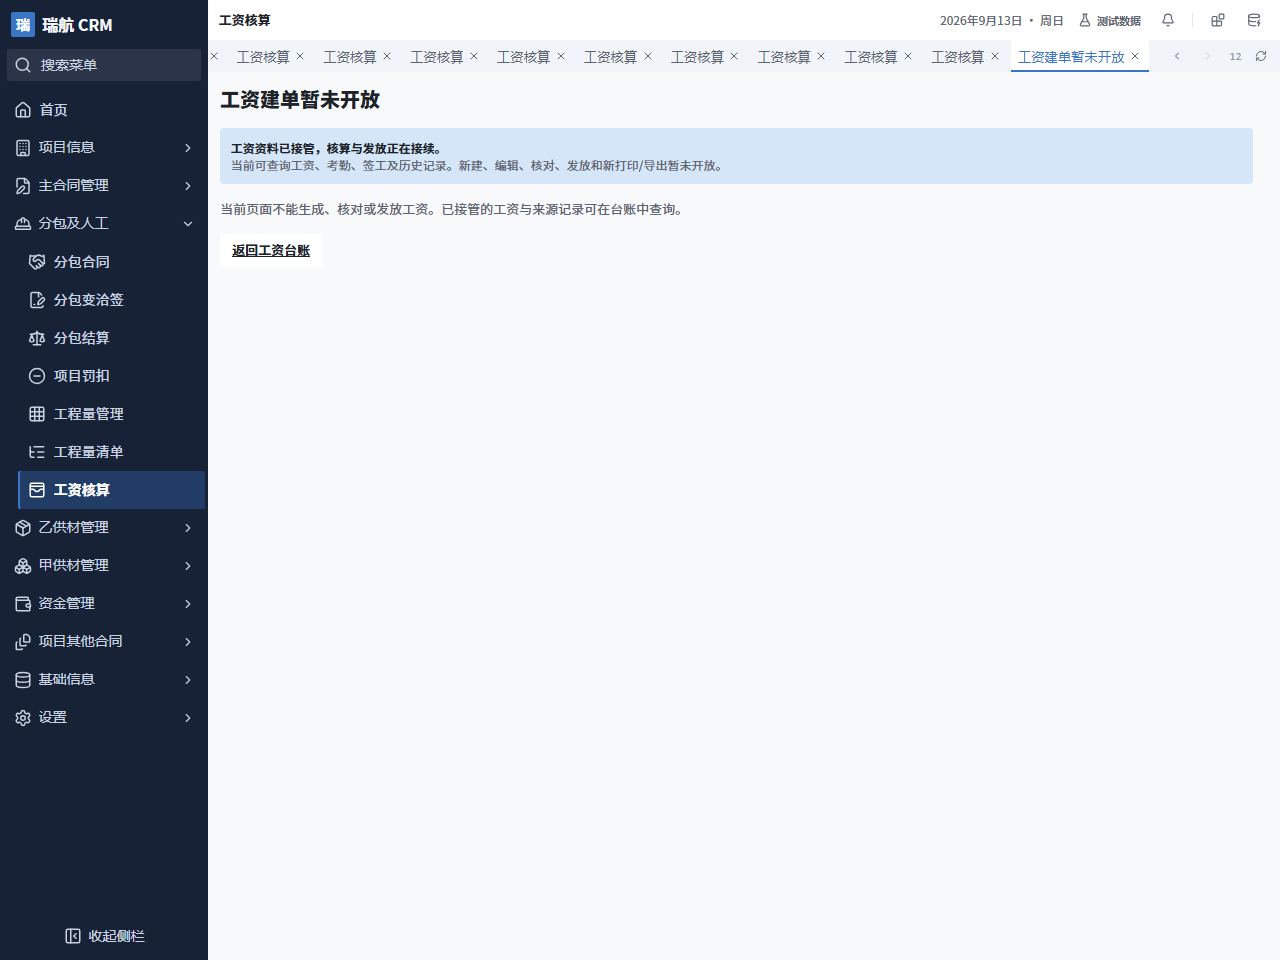 瑞 瑞航 CRM
搜索菜单
首页
项目信息
主合同管理
分包及人工
分包合同
分包变洽签
分包结算
项目罚扣
工程量管理
工程量清单
工资核算
乙供材管理
甲供材管理
资金管理
项目其他合同
基础信息
设置
收起侧栏
工资核算
2026年9月13日 · 周日 测试数据
工资核算 工资核算 工资核算 工资核算 工资核算 工资核算 工资核算 工资核算 工资核算 工资建单暂未开放 12
工资建单暂未开放
工资资料已接管，核算与发放正在接续。
当前可查询工资、考勤、签工及历史记录。新建、编辑、核对、发放和新打印/导出暂未开放。
当前页面不能生成、核对或发放工资。已接管的工资与来源记录可在台账中查询。
返回工资台账